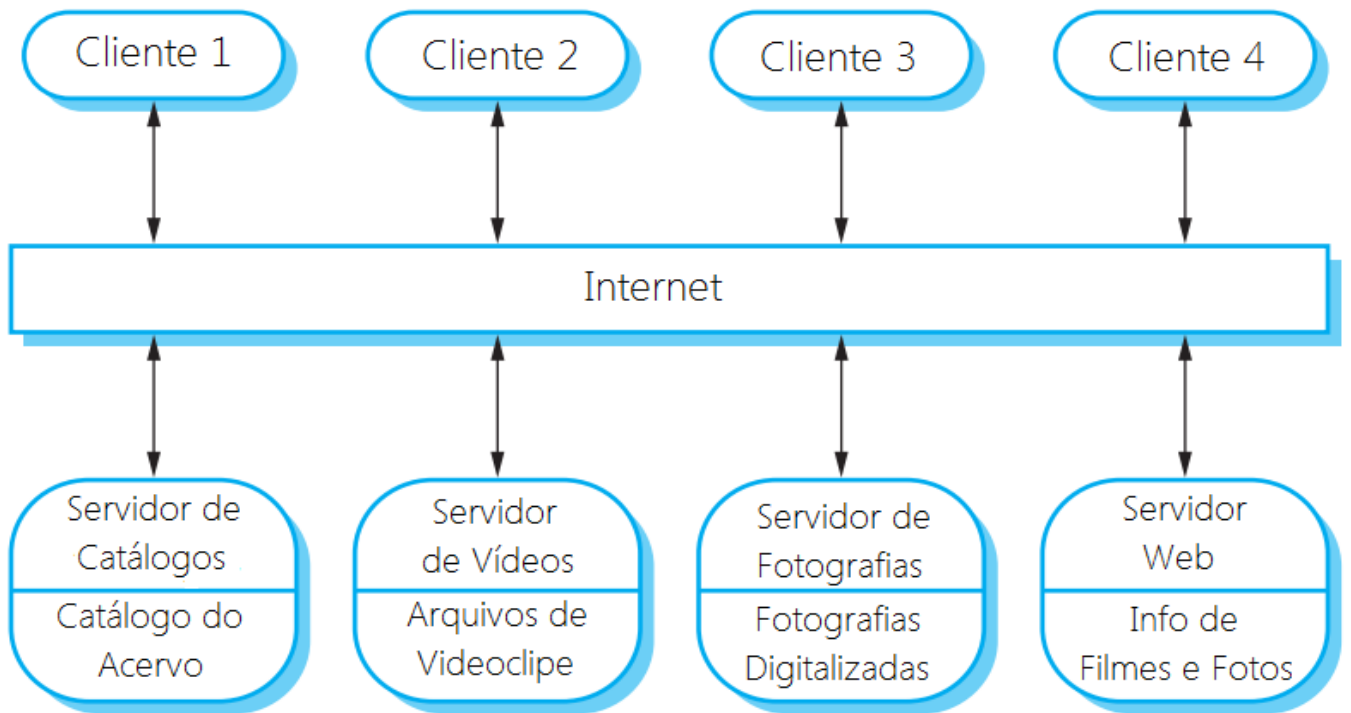 Cliente 1
Cliente 2
Cliente 3
Cliente 4
Internet
Servidor de
Catálogos
Catálogo do
Acervo
Servidor
de Vídeos
Arquivos de
Videoclipe
Servidor de
Fotografias
Fotografias
Digitalizadas
Servidor
Web
Info de
Filmes e Fotos